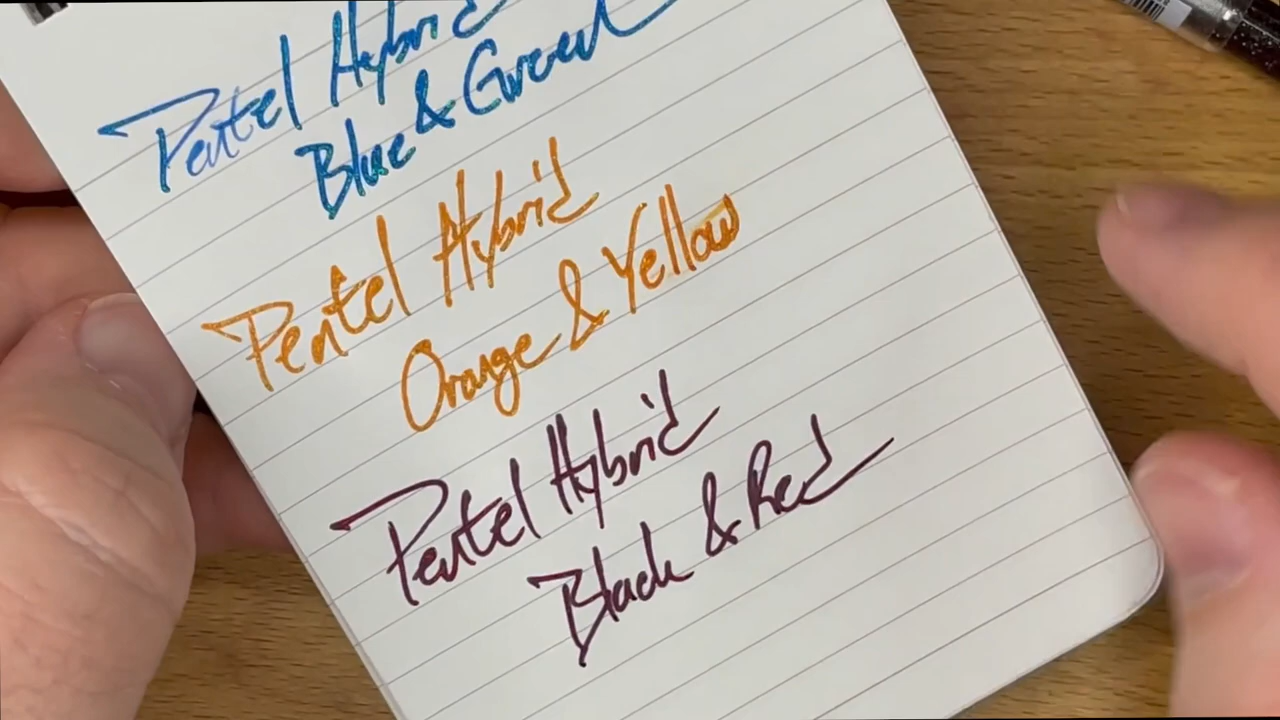 Pentel Hybrid
Blue & Green
Pentel Hybrid
Orange & Yellow
Pentel Hybrid
Black & Red